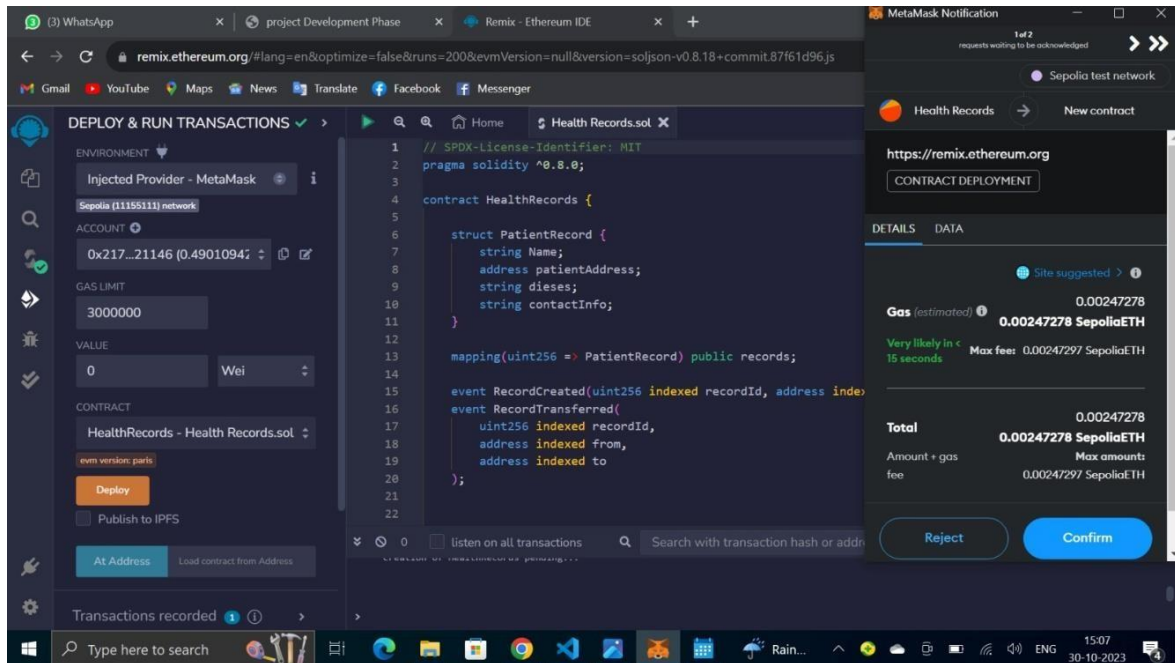 (3) WhatsApp
project Development Phase
Remix - Ethereum IDE
remix.ethereum.org/#lang=en&optimize=false&runs=200&evmVersion=null&version=soljson-v0.8.18+commit.87f61d96.js
Gmail YouTube Maps News Translate Facebook Messenger
DEPLOY & RUN TRANSACTIONS
ENVIRONMENT
Injected Provider - MetaMask
Sepolia (11155111) network
ACCOUNT
0x217...21146 (0.49010942
GAS LIMIT
3000000
VALUE
0 Wei
CONTRACT
HealthRecords - Health Records.sol
evm version: paris
Deploy
Publish to IPFS
At Address Load contract from Address
Transactions recorded 1
Home Health Records.sol
1 // SPDX-License-Identifier: MIT
2 pragma solidity ^0.8.0;
3
4 contract HealthRecords {
5
6 struct PatientRecord {
7 string Name;
8 address patientAddress;
9 string dieses;
10 string contactInfo;
11 }
12
13 mapping(uint256 => PatientRecord) public records;
14
15 event RecordCreated(uint256 indexed recordId, address index
16 event RecordTransferred(
17 uint256 indexed recordId,
18 address indexed from,
19 address indexed to
20 );
21
22
0 listen on all transactions Search with transaction hash or addre
creation of HealthRecords pending...
>
MetaMask Notification
1 of 2
requests waiting to be acknowledged
Sepolia test network
Health Records New contract
https://remix.ethereum.org
CONTRACT DEPLOYMENT
DETAILS DATA
Site suggested >
0.00247278
Gas (estimated) 0.00247278 SepoliaETH
Very likely in < 15 seconds Max fee: 0.00247297 SepoliaETH
0.00247278
Total 0.00247278 SepoliaETH
Amount + gas fee Max amount: 0.00247297 SepoliaETH
Reject Confirm
Type here to search
Rain...
ENG
15:07
30-10-2023